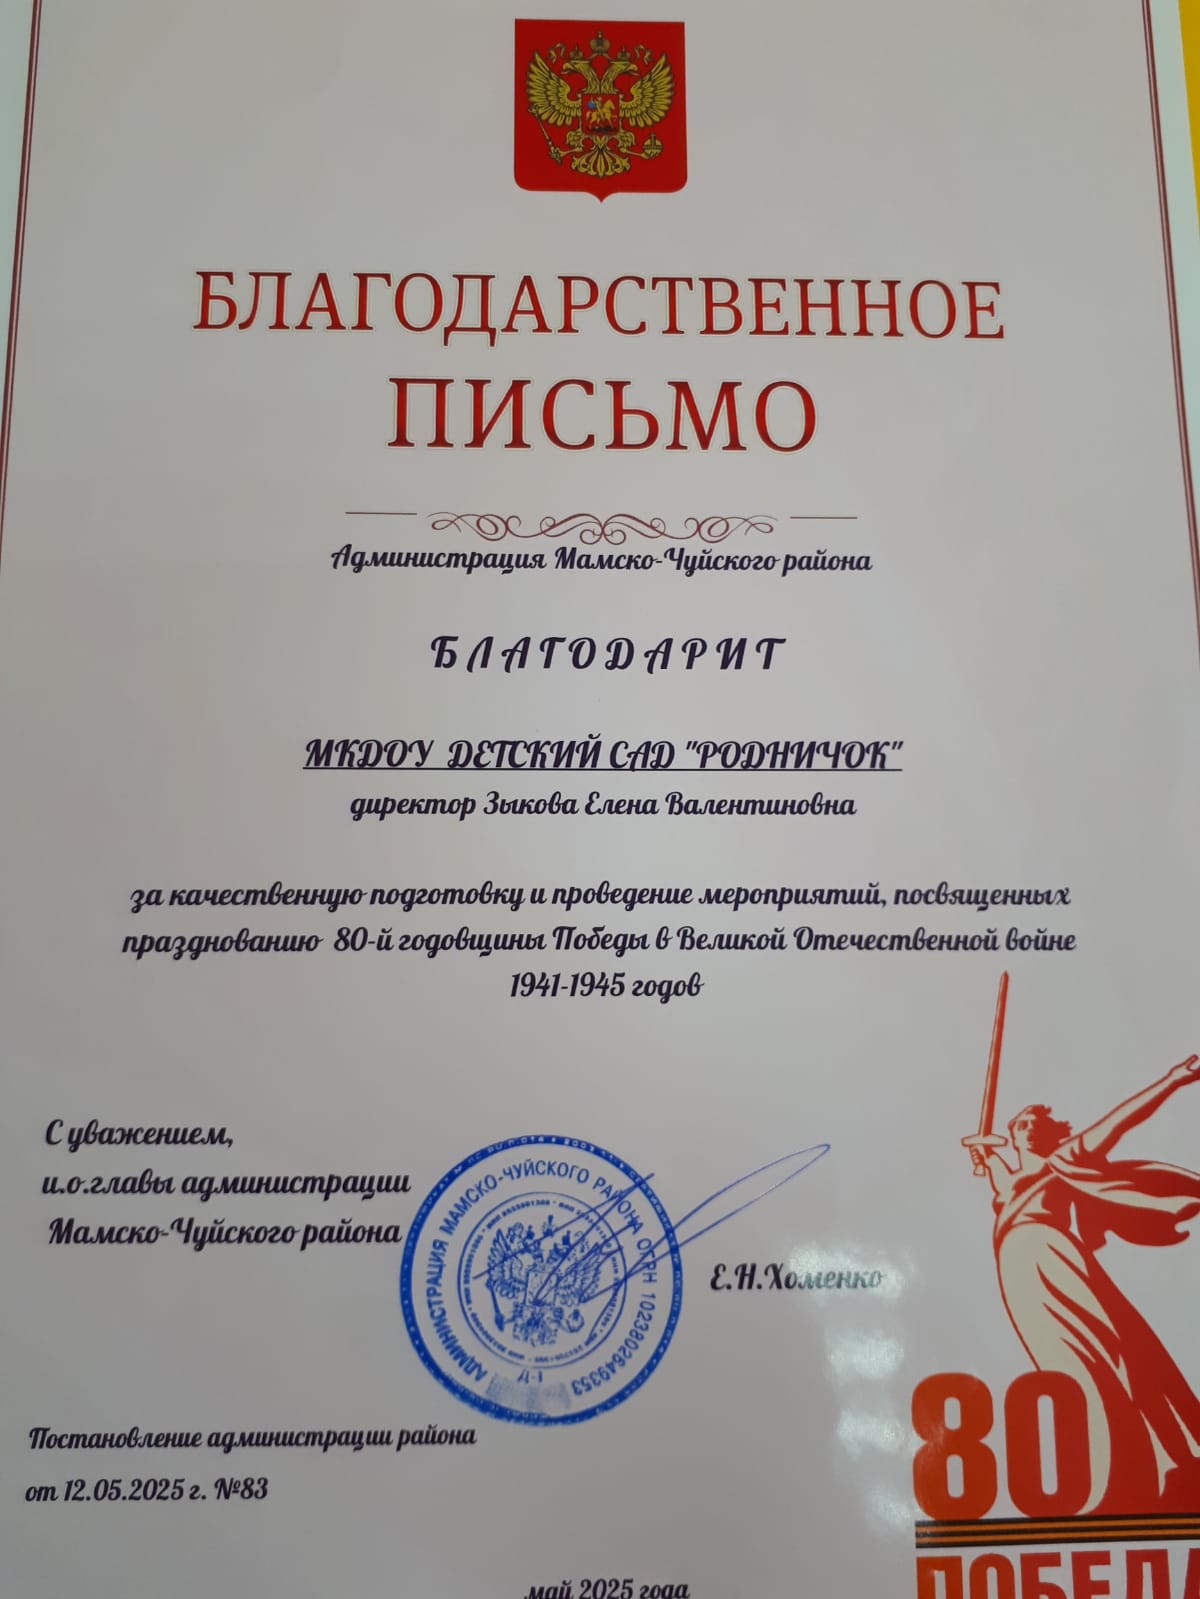 БЛАГОДАРСТВЕННОЕ
ПИСЬМО
Администрация Мамско-Чуйского района
БЛАГОДАРИТ
МКДОУ ДЕТСКИЙ САД "РОДНИЧОК"
директор Зыкова Елена Валентиновна
за качественную подготовку и проведение мероприятий, посвященных
празднованию 80-й годовщины Победы в Великой Отечественной войне
1941-1945 годов
С уважением,
и.о.главы администрации
Мамско-Чуйского района
АДМИНИСТРАЦИЯ МАМСКО-ЧУЙСКОГО РАЙОНА ОГРН 1023802649353
Д-1
Е.Н.Хоменко
Постановление администрации района
от 12.05.2025 г. №83
80
ПОБЕДА
май 2025 года